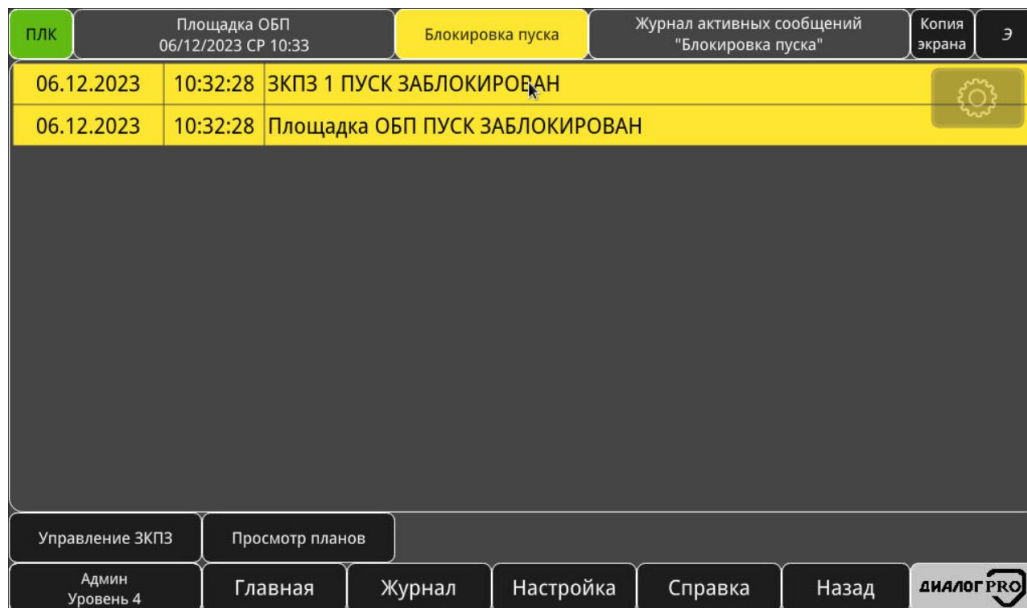 ПЛК
Площадка ОБП
06/12/2023 СР 10:33
Блокировка пуска
Журнал активных сообщений
"Блокировка пуска"
Копия
экрана
Э
06.12.2023 10:32:28 ЗКПЗ 1 ПУСК ЗАБЛОКИРОВАН
06.12.2023 10:32:28 Площадка ОБП ПУСК ЗАБЛОКИРОВАН
Управление ЗКПЗ
Просмотр планов
Админ
Уровень 4
Главная
Журнал
Настройка
Справка
Назад
ДИАЛОГ PRO